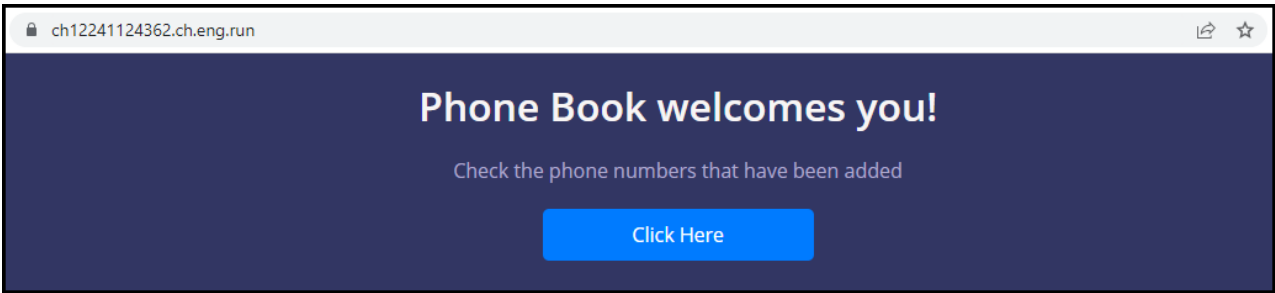 ch12241124362.ch.eng.run
Phone Book welcomes you!
Check the phone numbers that have been added
Click Here